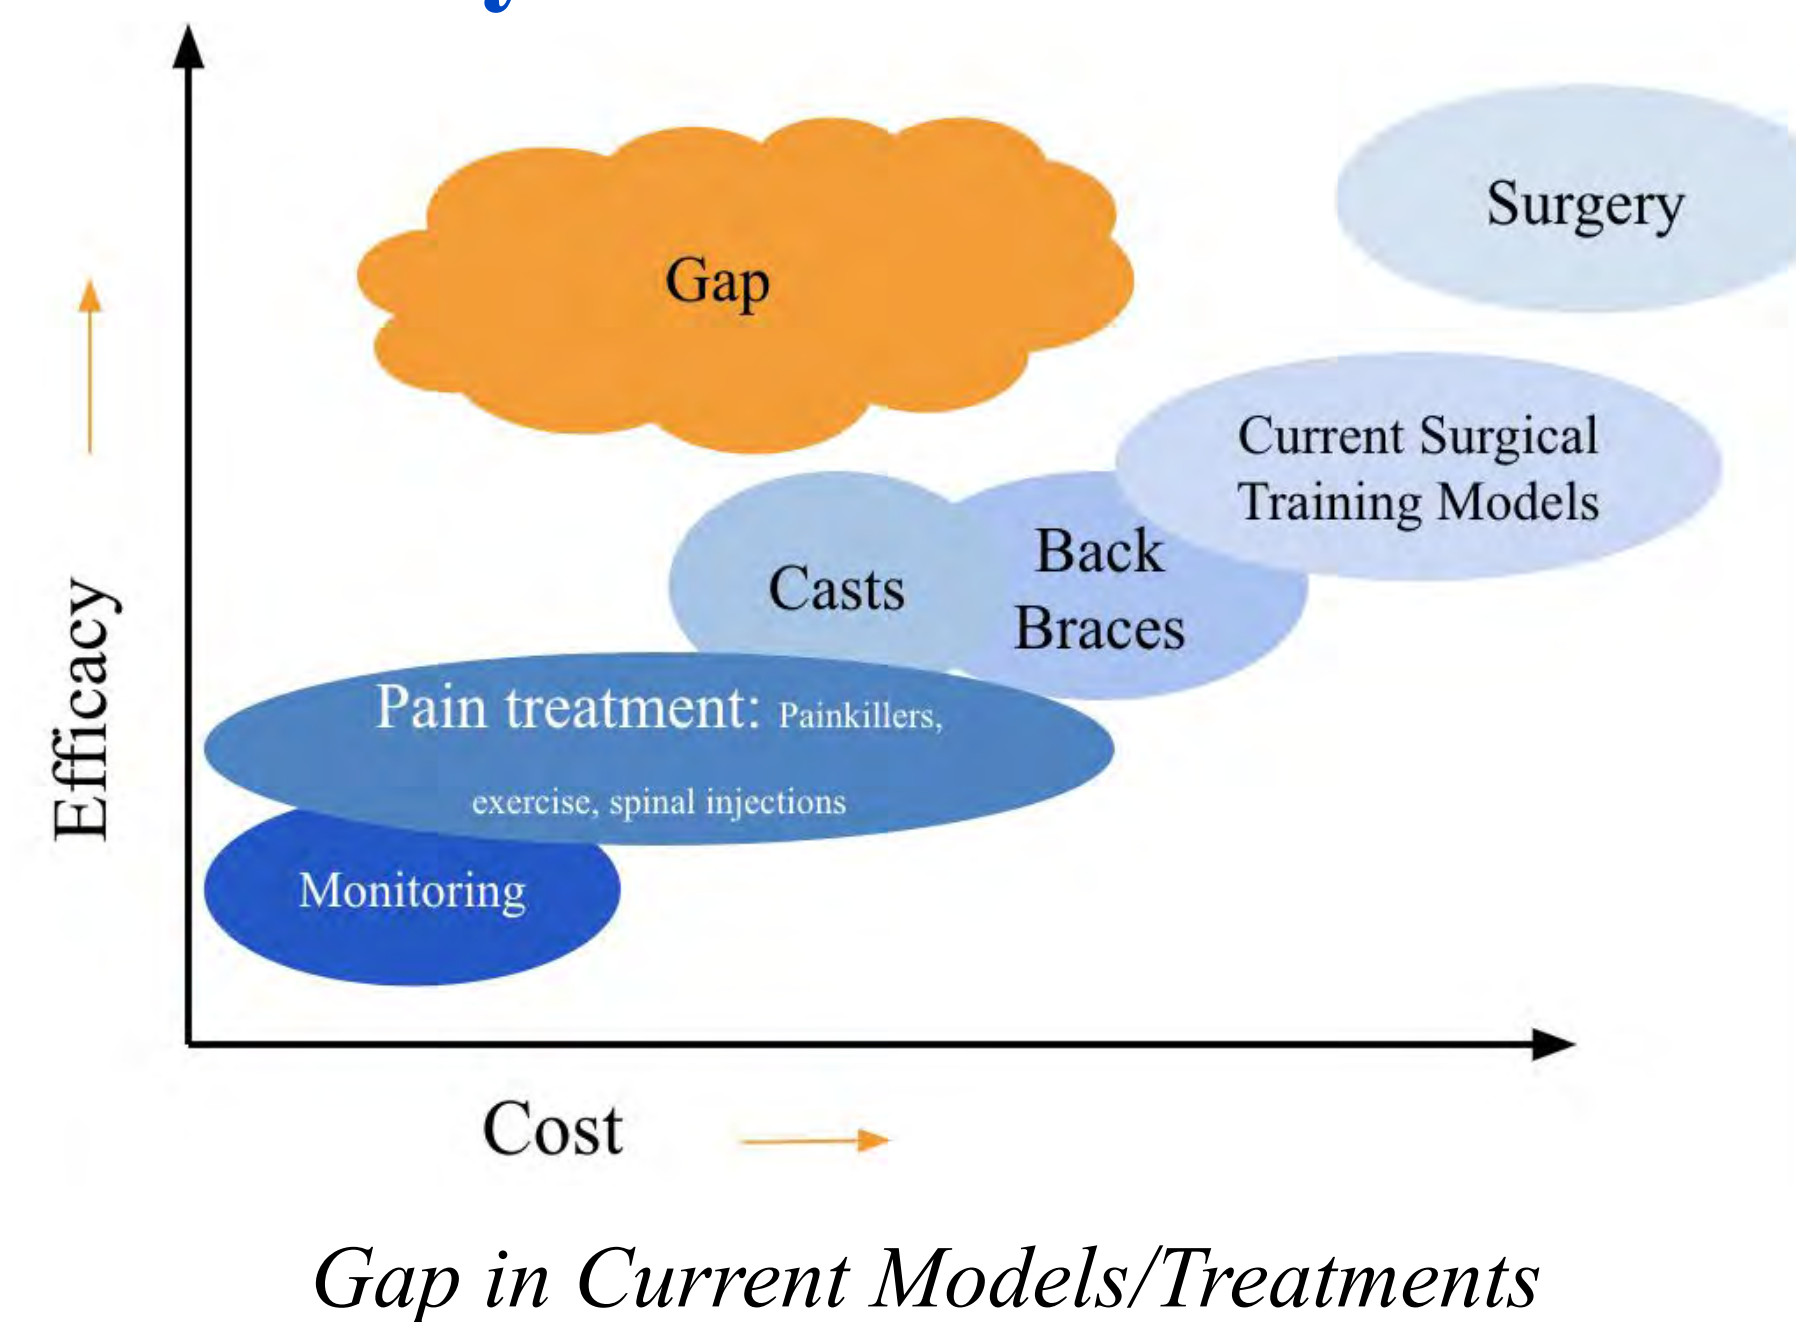 Gap
Surgery
Current Surgical
Training Models
Casts
Back
Braces
Pain treatment: Painkillers,
exercise, spinal injections
Monitoring
Efficacy
Cost
Gap in Current Models/Treatments